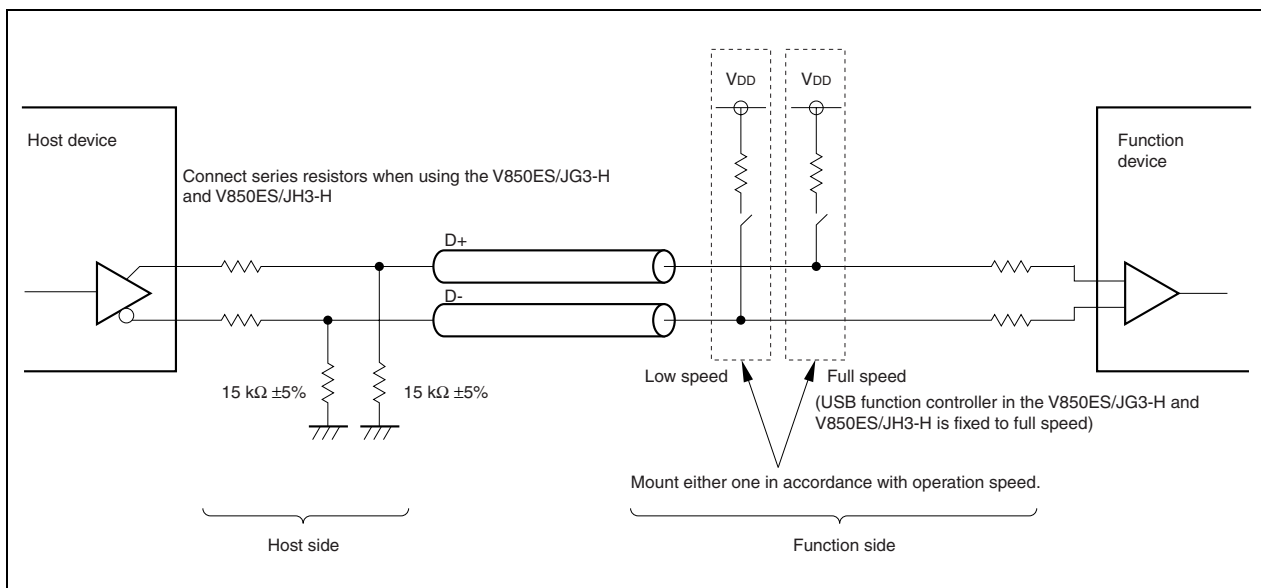 VDD
VDD
Host device
Function
device
Connect series resistors when using the V850ES/JG3-H
and V850ES/JH3-H
D+
D-
15 kΩ ±5%
15 kΩ ±5%
Low speed
Full speed
(USB function controller in the V850ES/JG3-H and
V850ES/JH3-H is fixed to full speed)
Mount either one in accordance with operation speed.
Host side
Function side